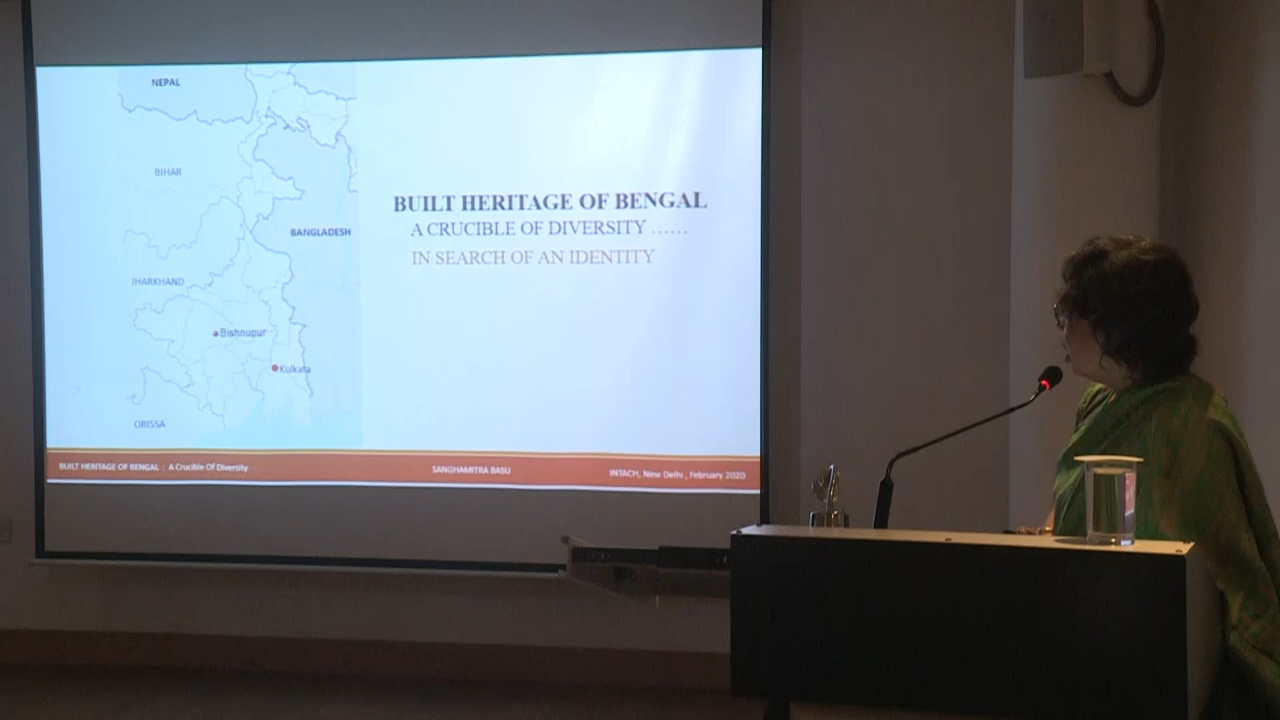 NEPAL
BIHAR
BANGLADESH
JHARKHAND
Bishnupur
Kolkata
ORISSA
BUILT HERITAGE OF BENGAL
A CRUCIBLE OF DIVERSITY ......
IN SEARCH OF AN IDENTITY
BUILT HERITAGE OF BENGAL : A Crucible Of Diversity
SANGHAMITRA BASU
INTACH, New Delhi , February 2020